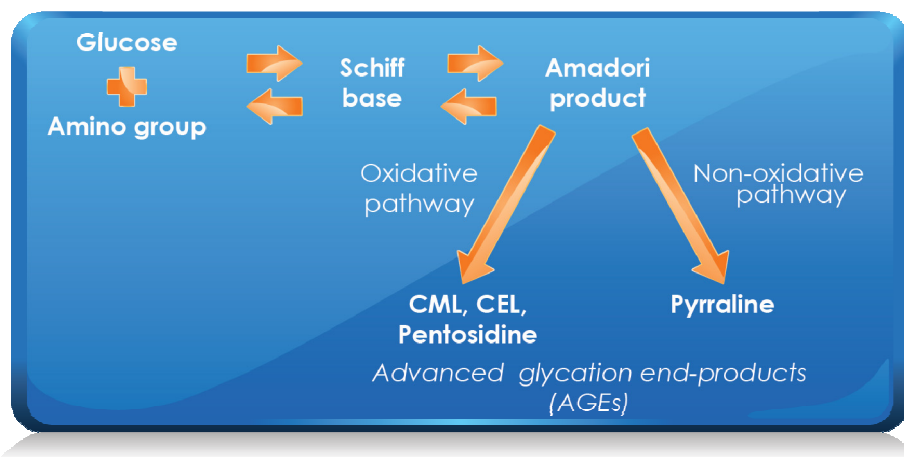 Glucose
Amino group
Schiff
base
Amadori
product
Oxidative
pathway
Non-oxidative
pathway
CML, CEL,
Pentosidine
Pyrraline
Advanced glycation end-products
(AGEs)